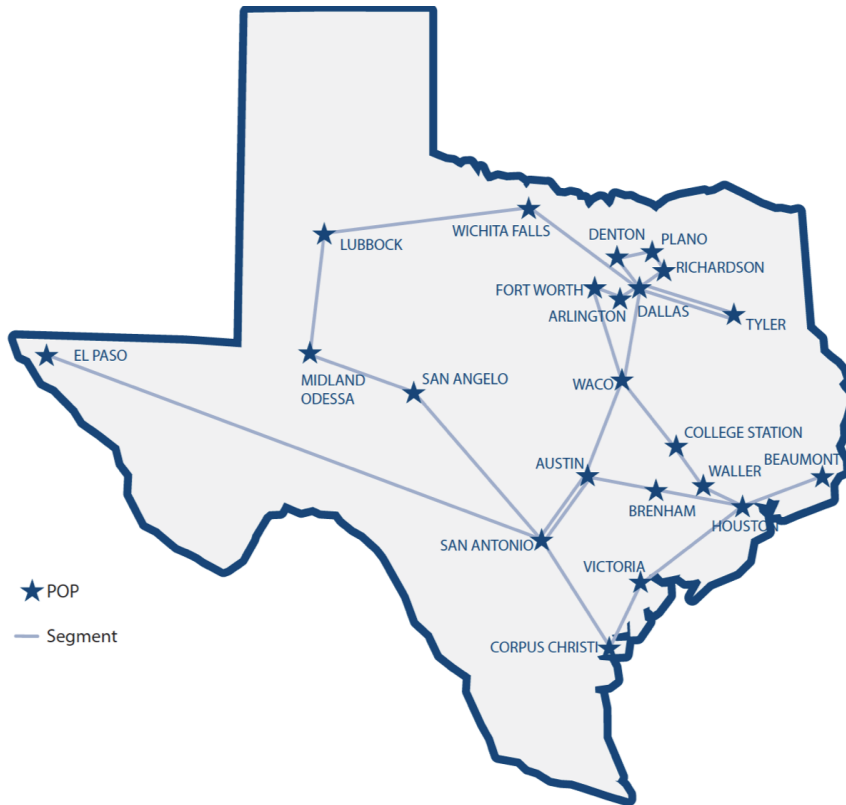 WICHITA FALLS
LUBBOCK
DENTON
PLANO
RICHARDSON
FORT WORTH
ARLINGTON
DALLAS
TYLER
EL PASO
MIDLAND
ODESSA
SAN ANGELO
WACO
COLLEGE STATION
BEAUMONT
AUSTIN
WALLER
BRENHAM
HOUSTON
SAN ANTONIO
VICTORIA
CORPUS CHRISTI
POP
Segment